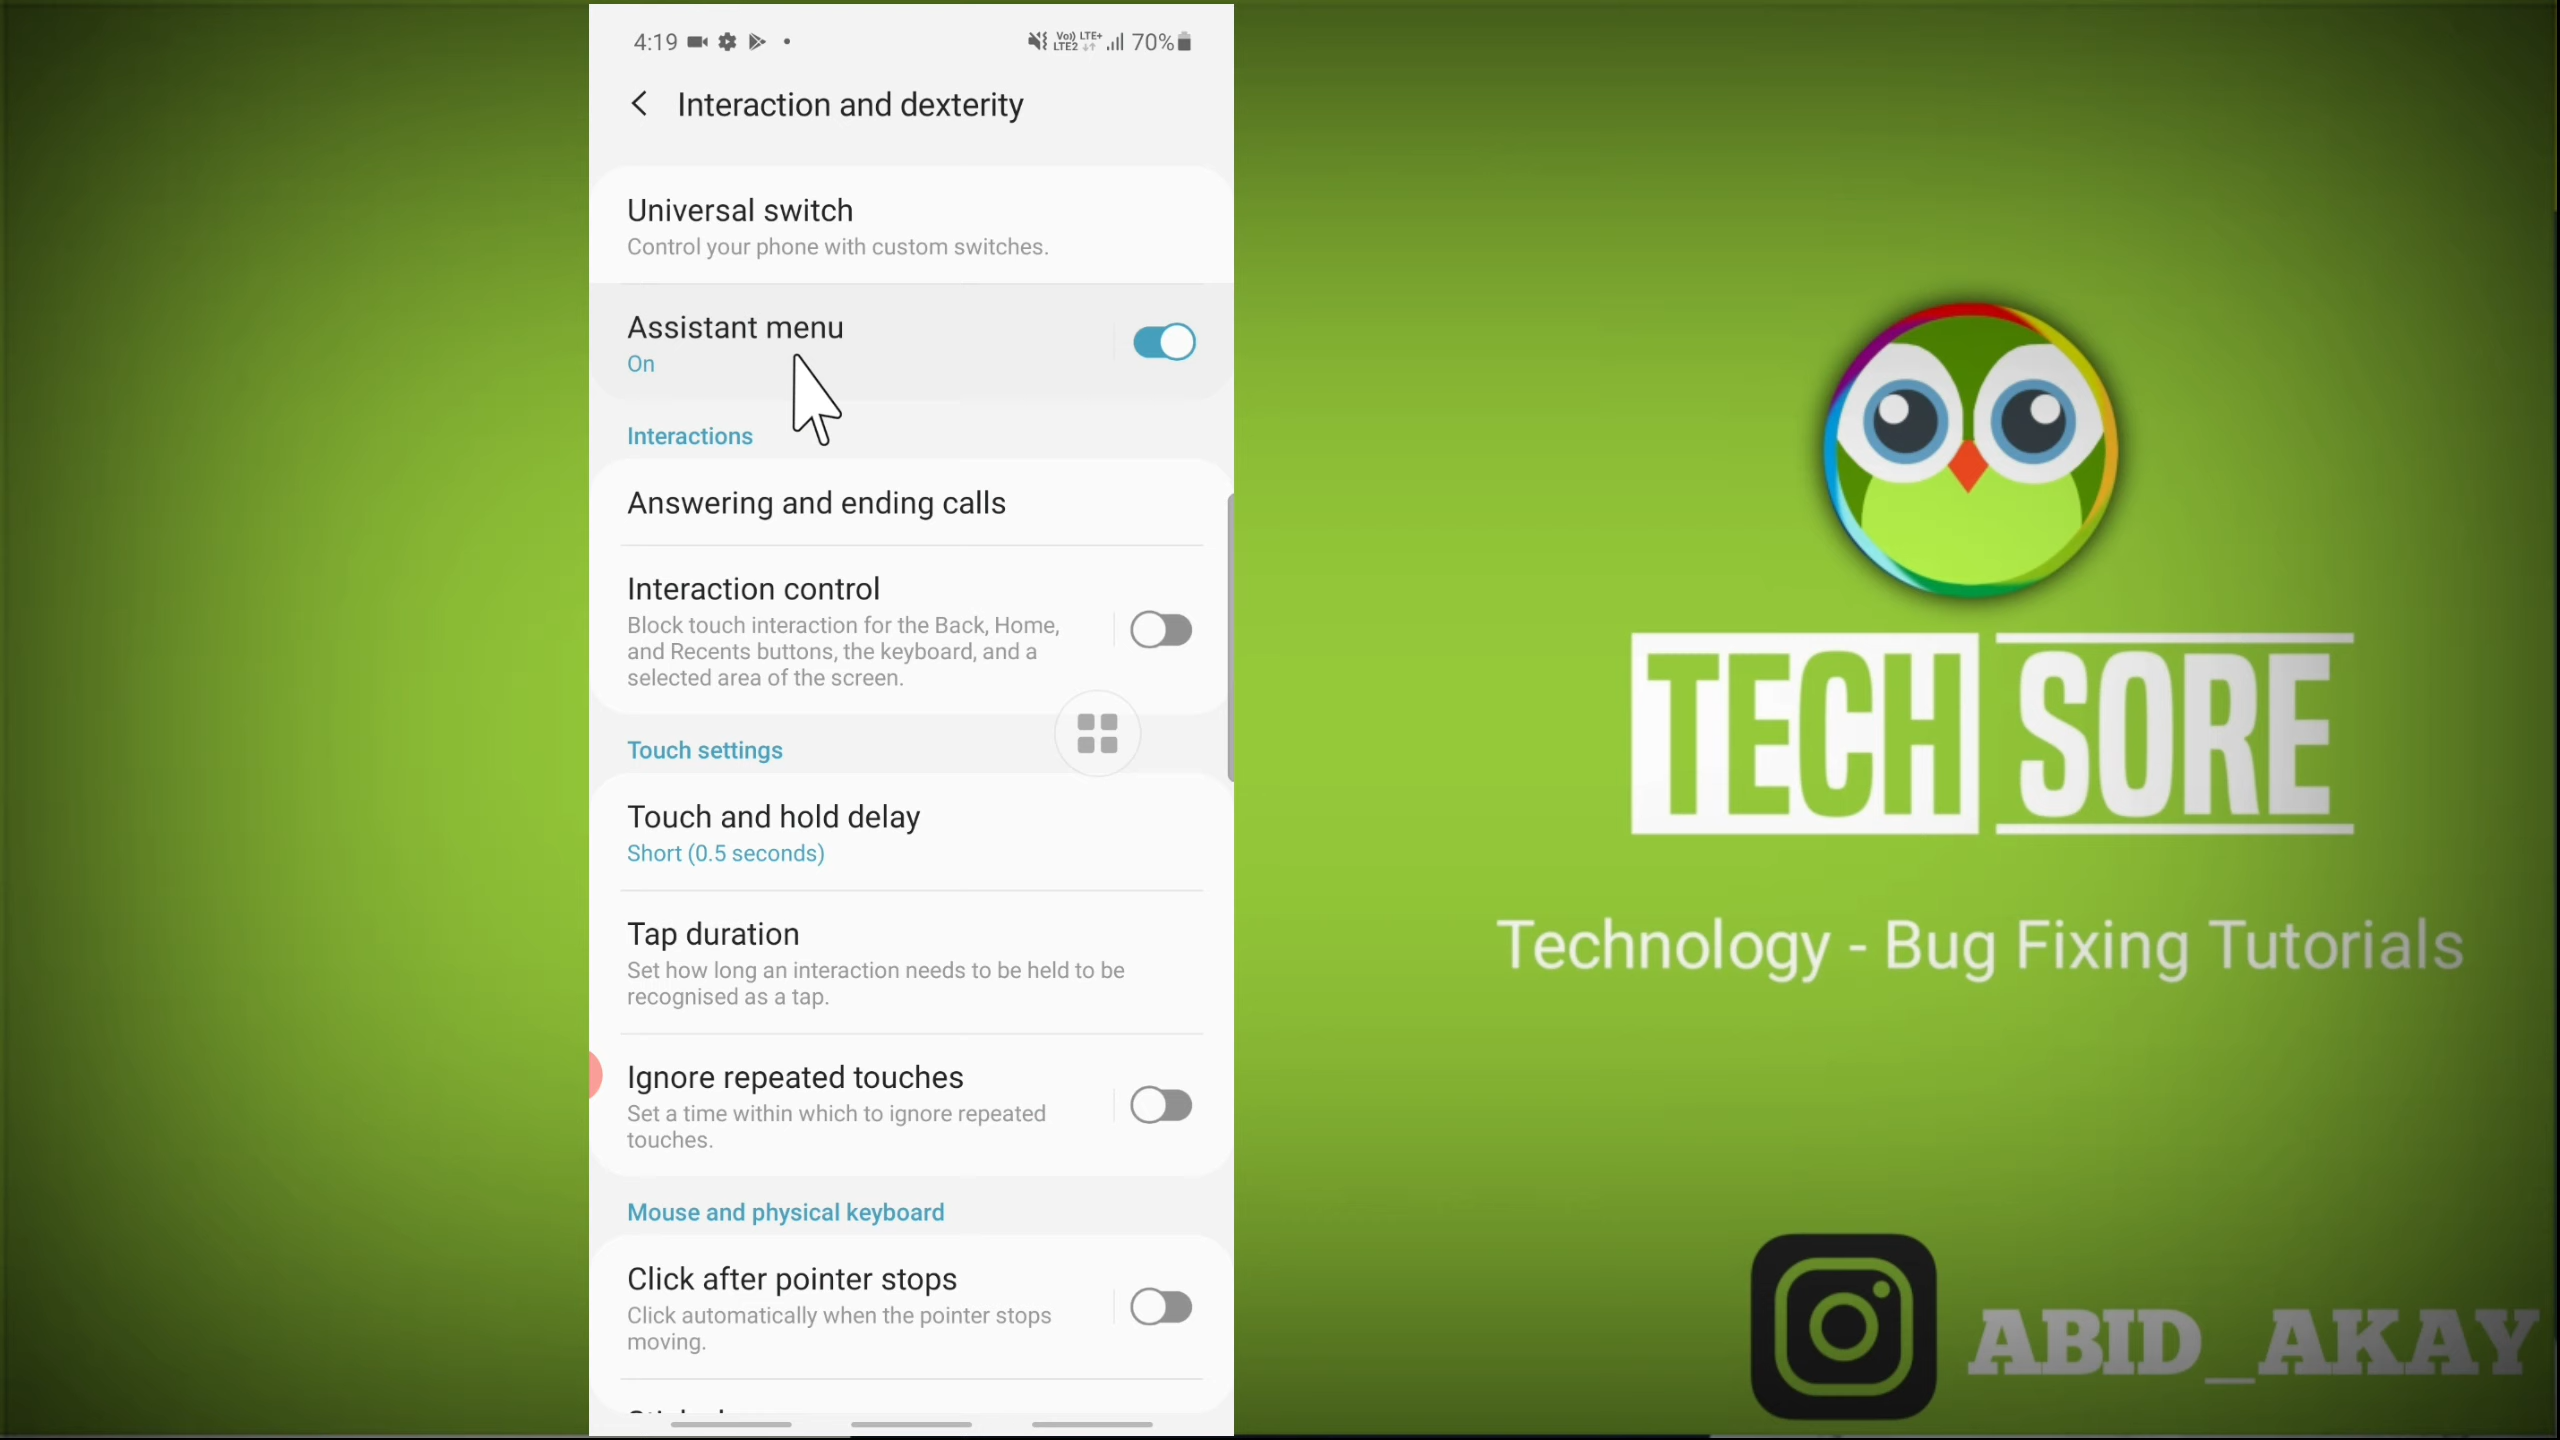 4:19
Vo)) LTE+
LTE2
70%
Interaction and dexterity
Universal switch
Control your phone with custom switches.
Assistant menu
On
Interactions
Answering and ending calls
Interaction control
Block touch interaction for the Back, Home,
and Recents buttons, the keyboard, and a
selected area of the screen.
Touch settings
Touch and hold delay
Short (0.5 seconds)
Tap duration
Set how long an interaction needs to be held to be
recognised as a tap.
Ignore repeated touches
Set a time within which to ignore repeated
touches.
Mouse and physical keyboard
Click after pointer stops
Click automatically when the pointer stops
moving.
TECH SORE
Technology - Bug Fixing Tutorials
ABID_AKAY